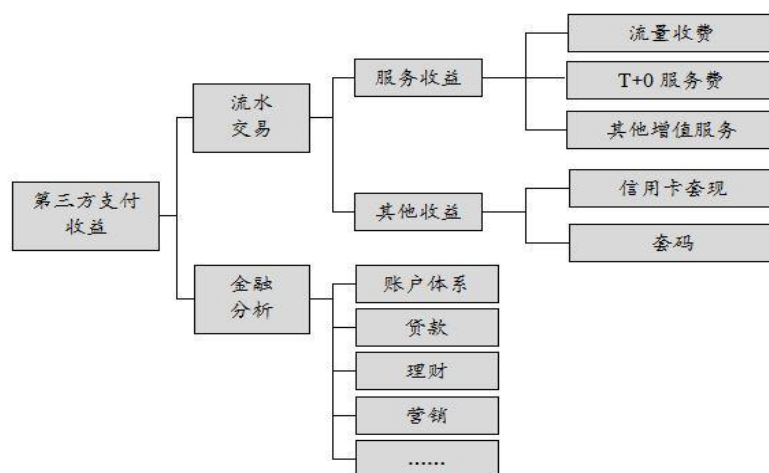 第三方支付
收益
流水
交易
金融
分析
服务收益
其他收益
账户体系
贷款
理财
营销
……
流量收费
T+0 服务费
其他增值服务
信用卡套现
套码